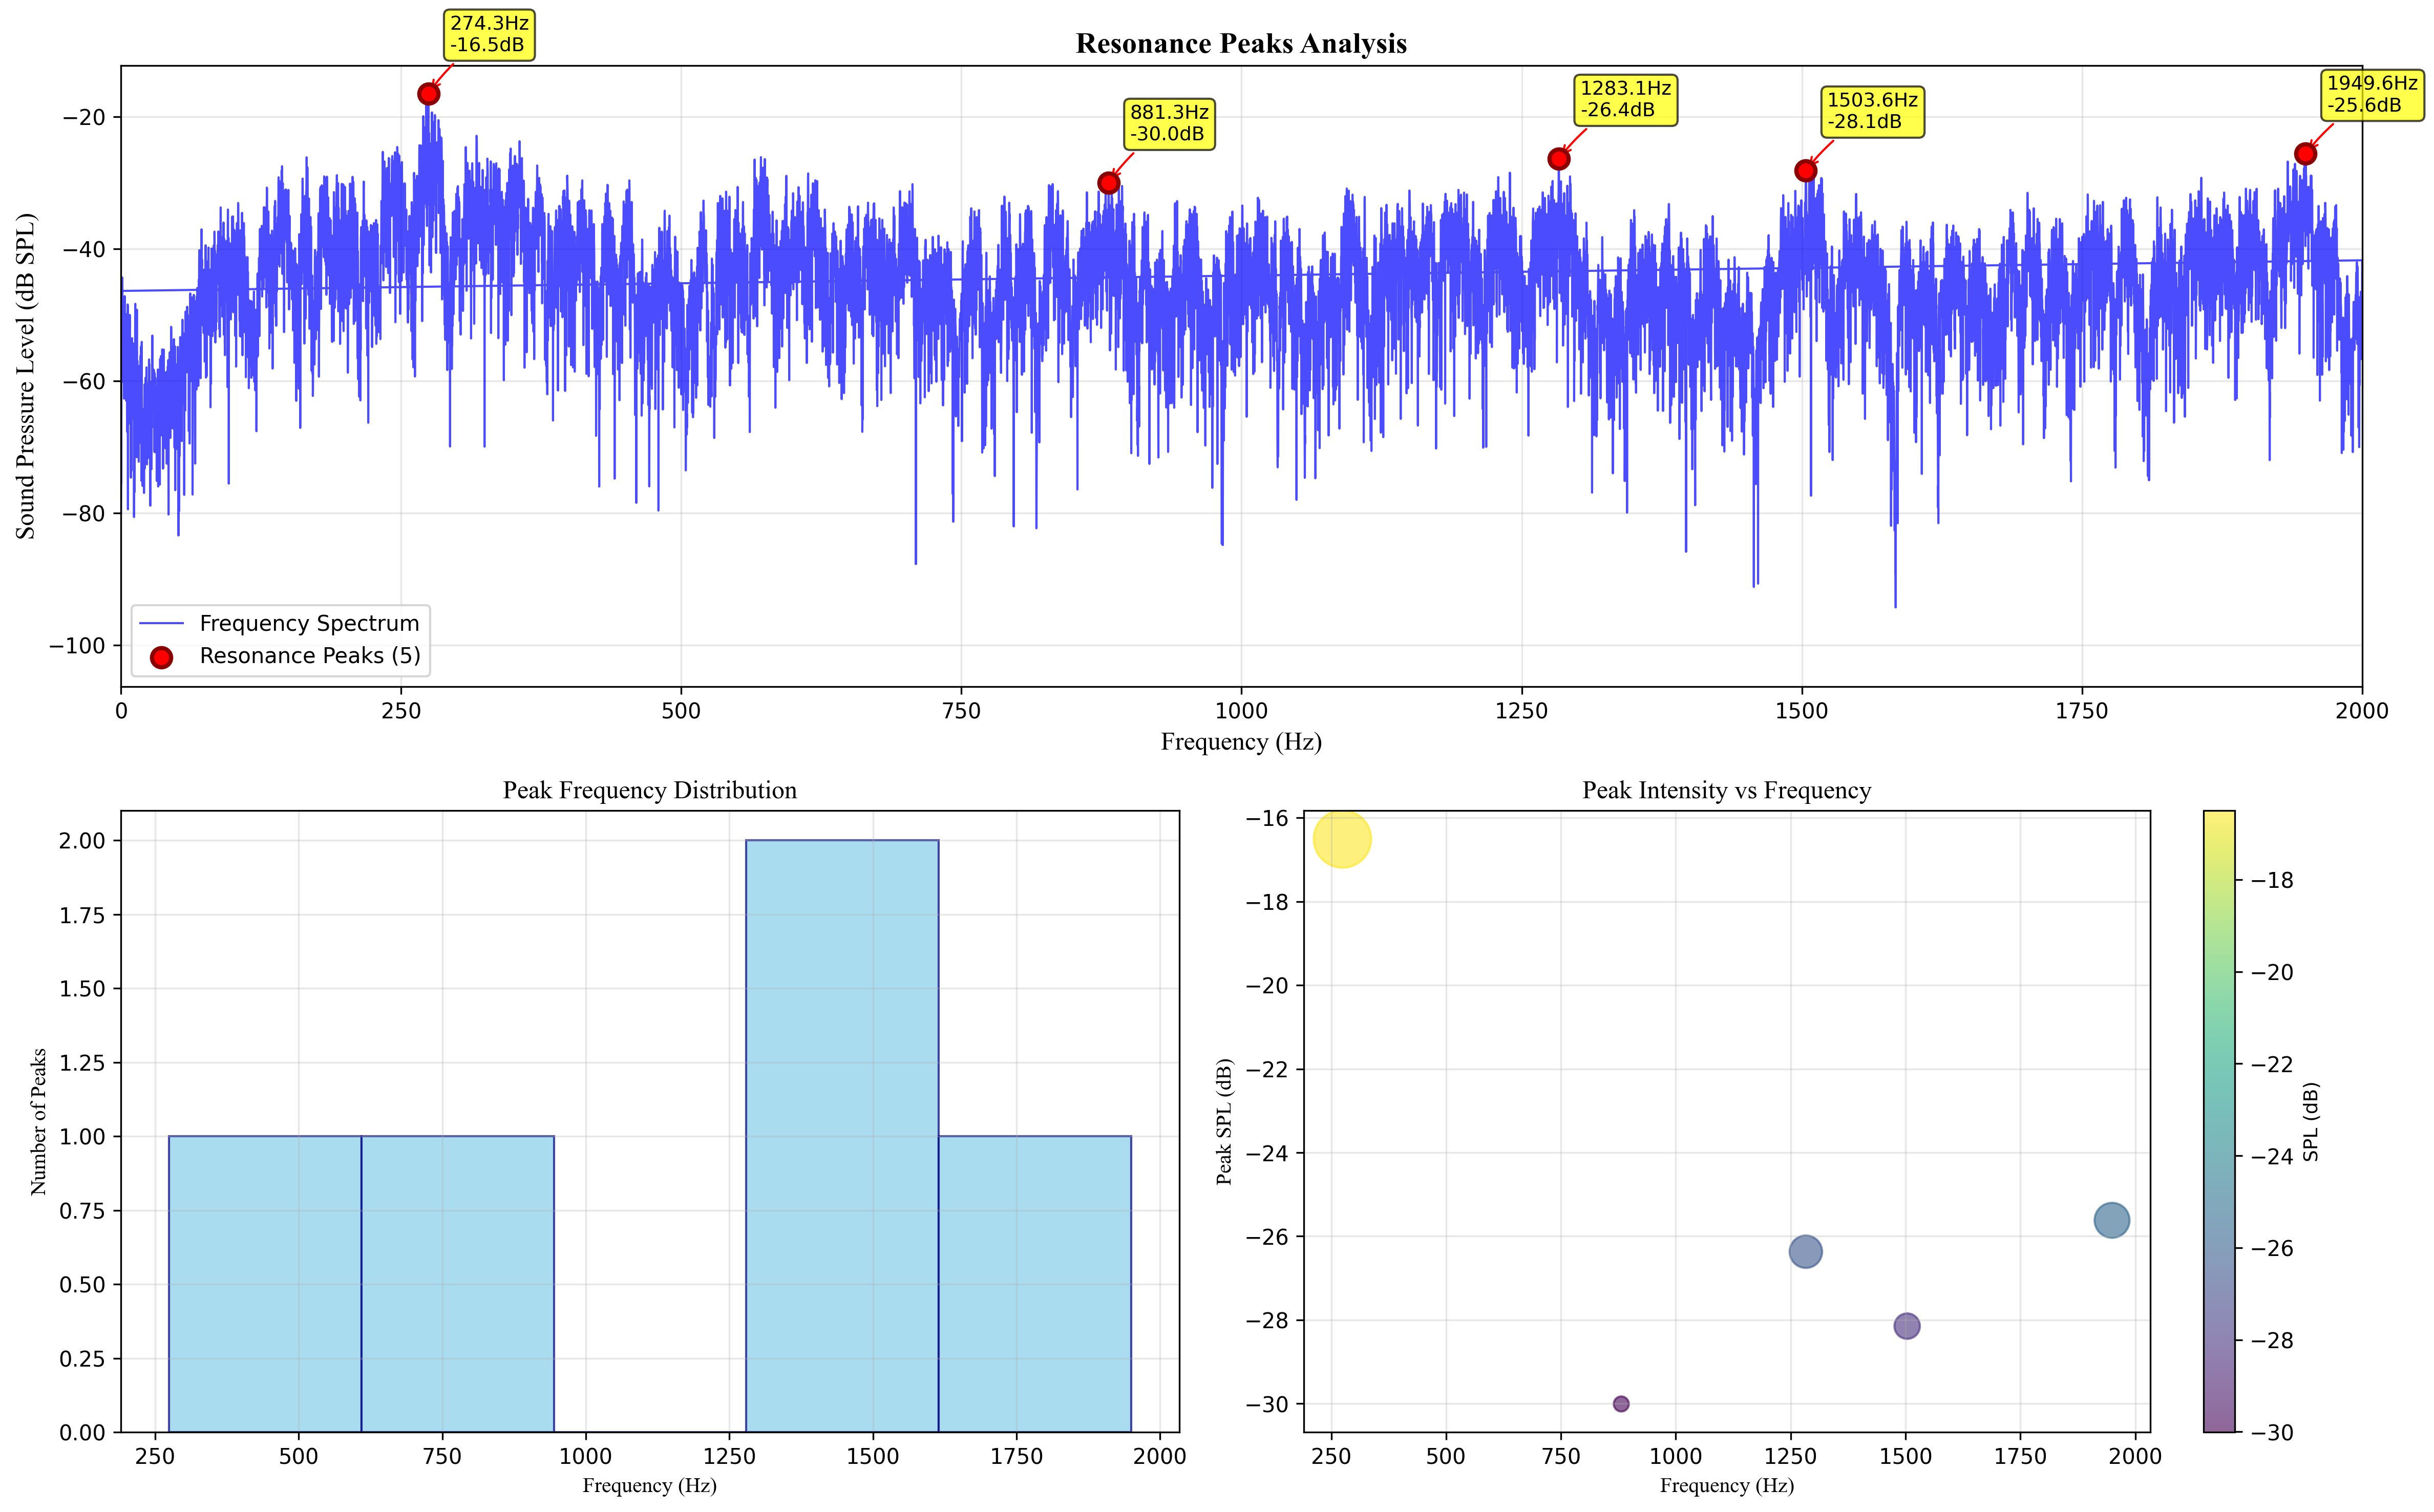 274.3Hz
-16.5dB
Resonance Peaks Analysis
881.3Hz
-30.0dB
1283.1Hz
-26.4dB
1503.6Hz
-28.1dB
1949.6Hz
-25.6dB
Sound Pressure Level (dB SPL)
−20
−40
−60
−80
−100
Frequency Spectrum
Resonance Peaks (5)
0 250 500 750 1000 1250 1500 1750 2000
Frequency (Hz)
Peak Frequency Distribution
Number of Peaks
2.00
1.75
1.50
1.25
1.00
0.75
0.50
0.25
0.00
250 500 750 1000 1250 1500 1750 2000
Frequency (Hz)
Peak Intensity vs Frequency
Peak SPL (dB)
−16
−18
−20
−22
−24
−26
−28
−30
250 500 750 1000 1250 1500 1750 2000
Frequency (Hz)
−18
−20
−22
−24
−26
−28
−30
SPL (dB)